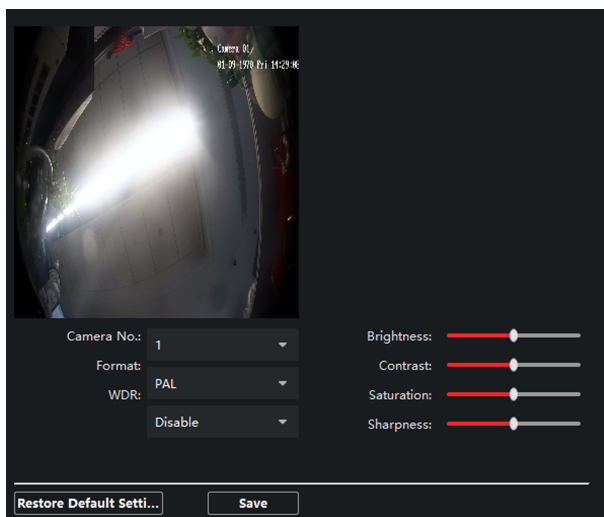 Camera 01
01-09-1970 Fri 14:29:06
Camera No.:
1
Format:
PAL
WDR:
Disable
Brightness:
Contrast:
Saturation:
Sharpness:
Restore Default Setti...
Save